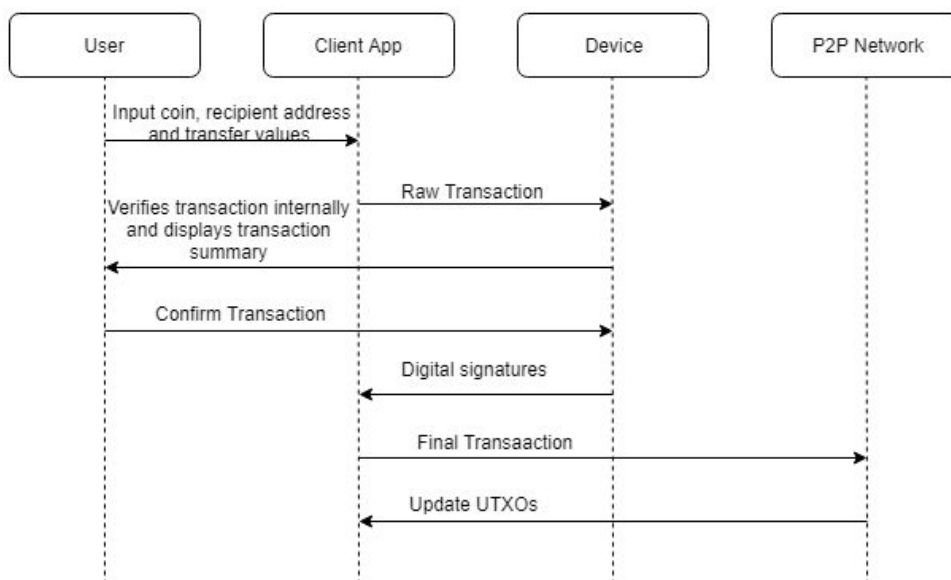 User
Client App
Device
P2P Network
Input coin, recipient address
and transfer values
Raw Transaction
Verifies transaction internally
and displays transaction
summary
Confirm Transaction
Digital signatures
Final Transaaction
Update UTXOs